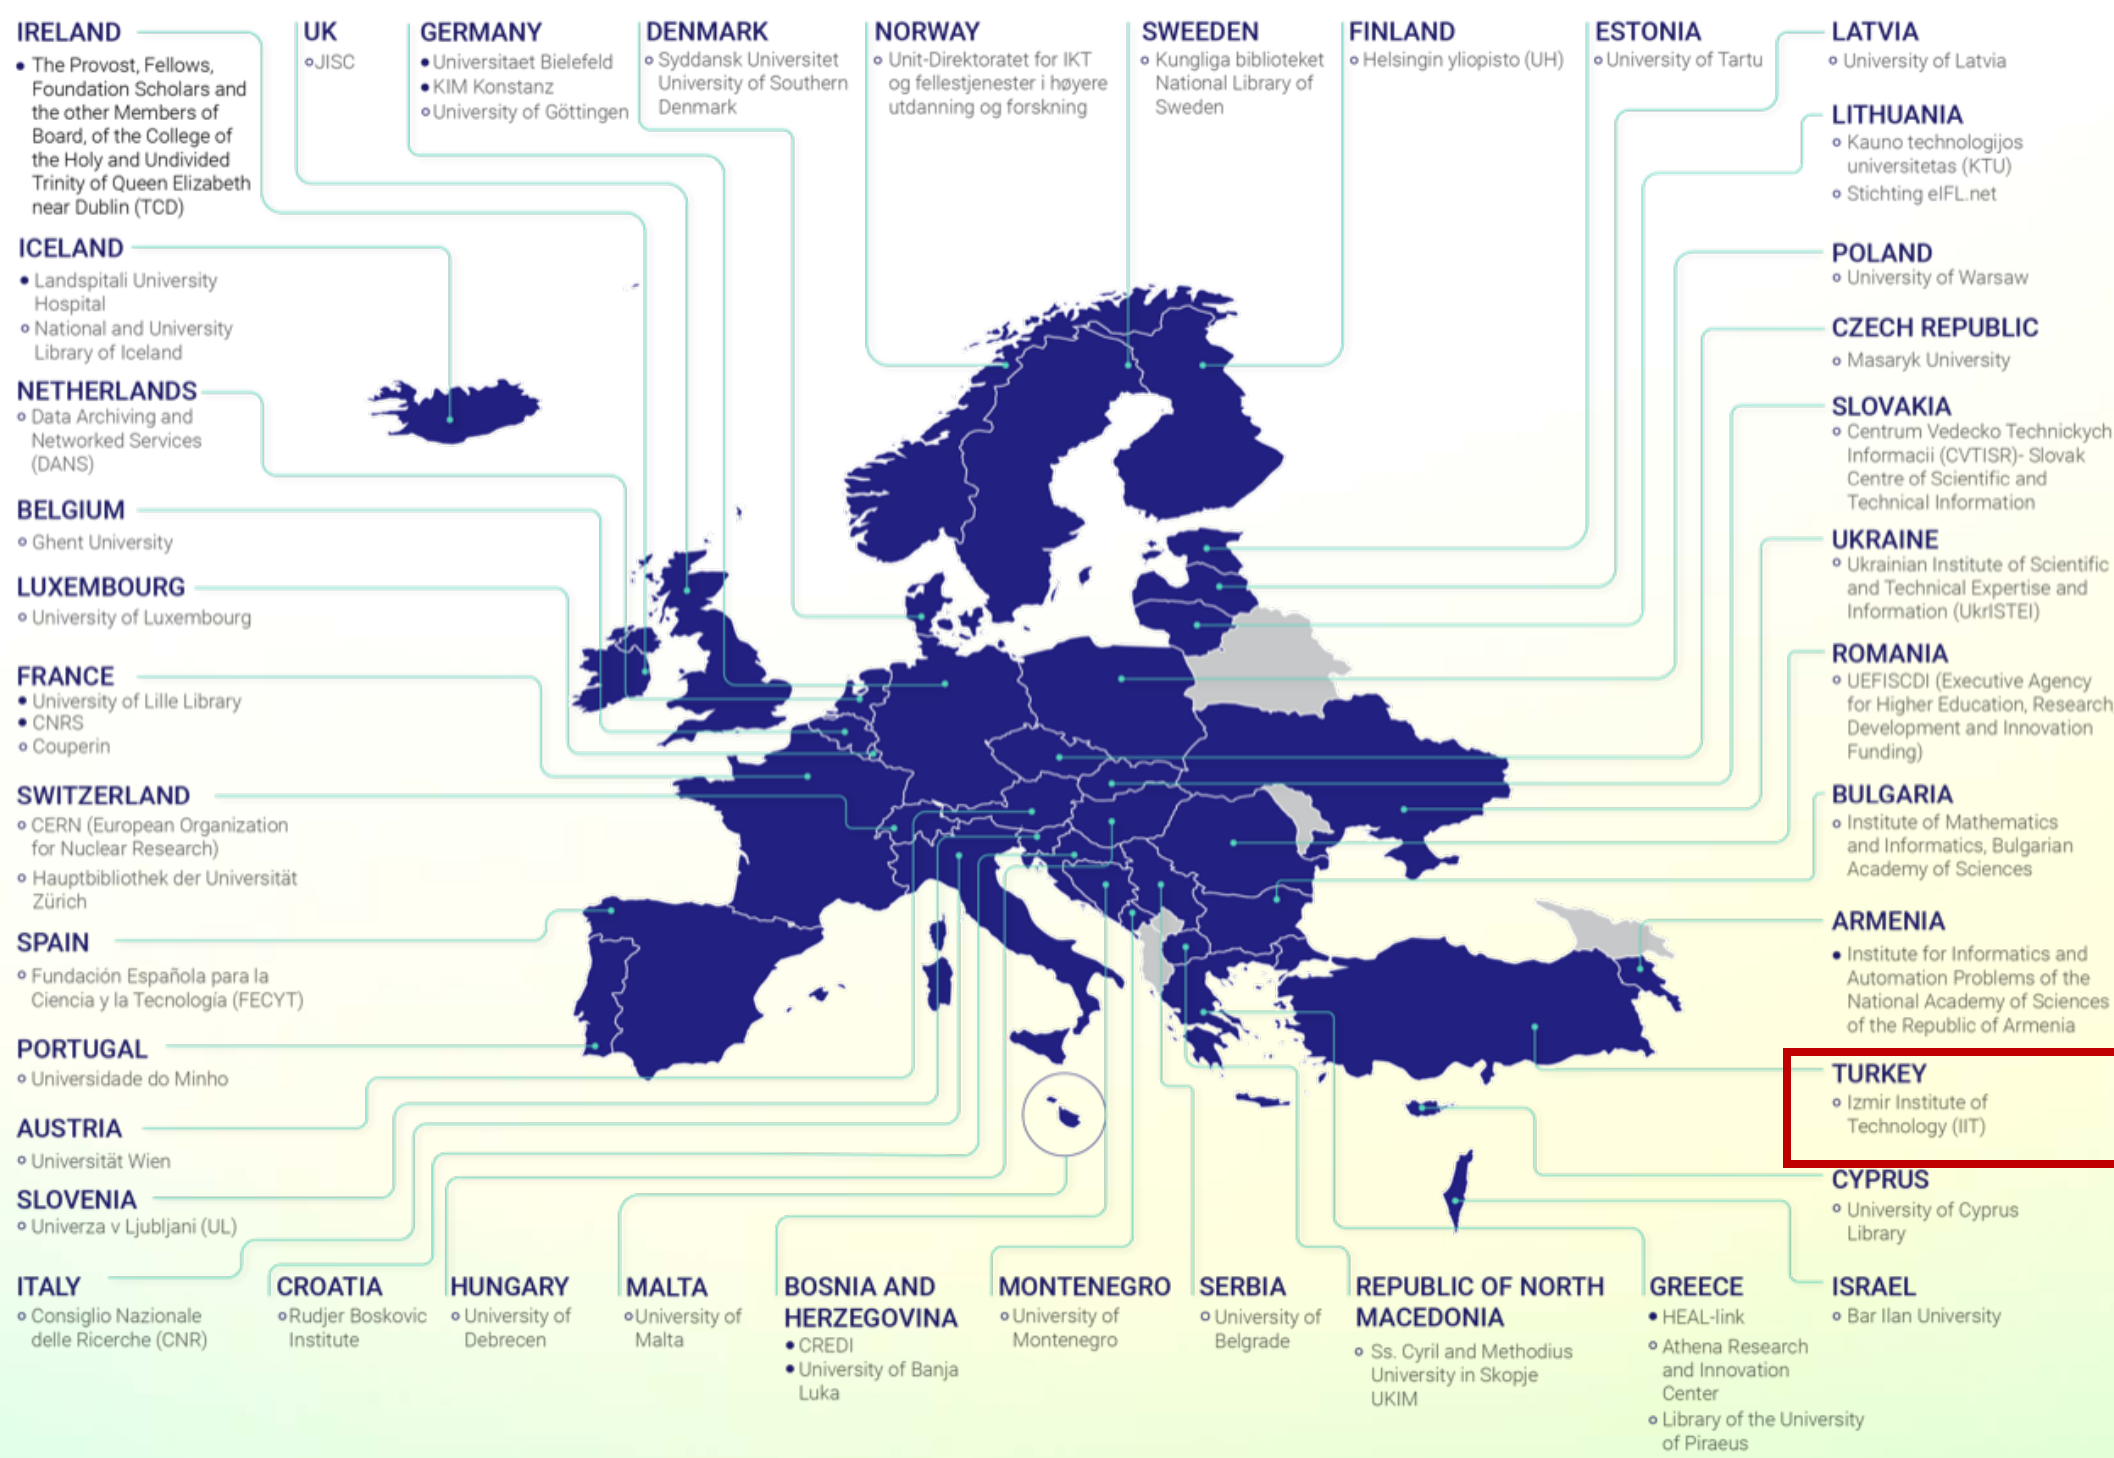 IRELAND
• The Provost, Fellows,
Foundation Scholars and
the other Members of
Board, of the College of
the Holy and Undivided
Trinity of Queen Elizabeth
near Dublin (TCD)
UK
JISC
GERMANY
• Universitaet Bielefeld
• KIM Konstanz
University of Göttingen
DENMARK
Syddansk Universitet
University of Southern
Denmark
NORWAY
Unit-Direktoratet for IKT
og fellestjenester i høyere
utdanning og forskning
SWEDEN
Kungliga biblioteket
National Library of
Sweden
FINLAND
Helsingin yliopisto (UH)
ESTONIA
University of Tartu
LATVIA
University of Latvia
LITHUANIA
Kauno technologijos
universitetas (KTU)
Stichting eIFL.net
ICELAND
• Landspitali University
Hospital
National and University
Library of Iceland
NETHERLANDS
Data Archiving and
Networked Services
(DANS)
BELGIUM
Ghent University
LUXEMBOURG
University of Luxembourg
FRANCE
• University of Lille Library
• CNRS
Couperin
SWITZERLAND
CERN (European Organization
for Nuclear Research)
Hauptbibliothek der Universität
Zürich
SPAIN
Fundación Española para la
Ciencia y la Tecnología (FECYT)
PORTUGAL
Universidade do Minho
AUSTRIA
Universität Wien
SLOVENIA
Univerza v Ljubljani (UL)
POLAND
University of Warsaw
CZECH REPUBLIC
Masaryk University
SLOVAKIA
Centrum Vedecko Technickych
Informacii (CVTISR)- Slovak
Centre of Scientific and
Technical Information
UKRAINE
Ukrainian Institute of Scientific
and Technical Expertise and
Information (UkrISTEI)
ROMANIA
UEFISCDI (Executive Agency
for Higher Education, Research
Development and Innovation
Funding)
BULGARIA
Institute of Mathematics
and Informatics, Bulgarian
Academy of Sciences
ARMENIA
• Institute for Informatics and
Automation Problems of the
National Academy of Sciences
of the Republic of Armenia
TURKEY
Izmir Institute of
Technology (IIT)
CYPRUS
University of Cyprus
Library
ITALY
Consiglio Nazionale
delle Ricerche (CNR)
CROATIA
Rudjer Boskovic
Institute
HUNGARY
University of
Debrecen
MALTA
University of
Malta
BOSNIA AND
HERZEGOVINA
• CREDI
• University of Banja
Luka
MONTENEGRO
University of
Montenegro
SERBIA
University of
Belgrade
REPUBLIC OF NORTH
MACEDONIA
Ss. Cyril and Methodius
University in Skopje
UKIM
GREECE
• HEAL-link
Athena Research
and Innovation
Center
Library of the University
of Piraeus
ISRAEL
Bar Ilan University